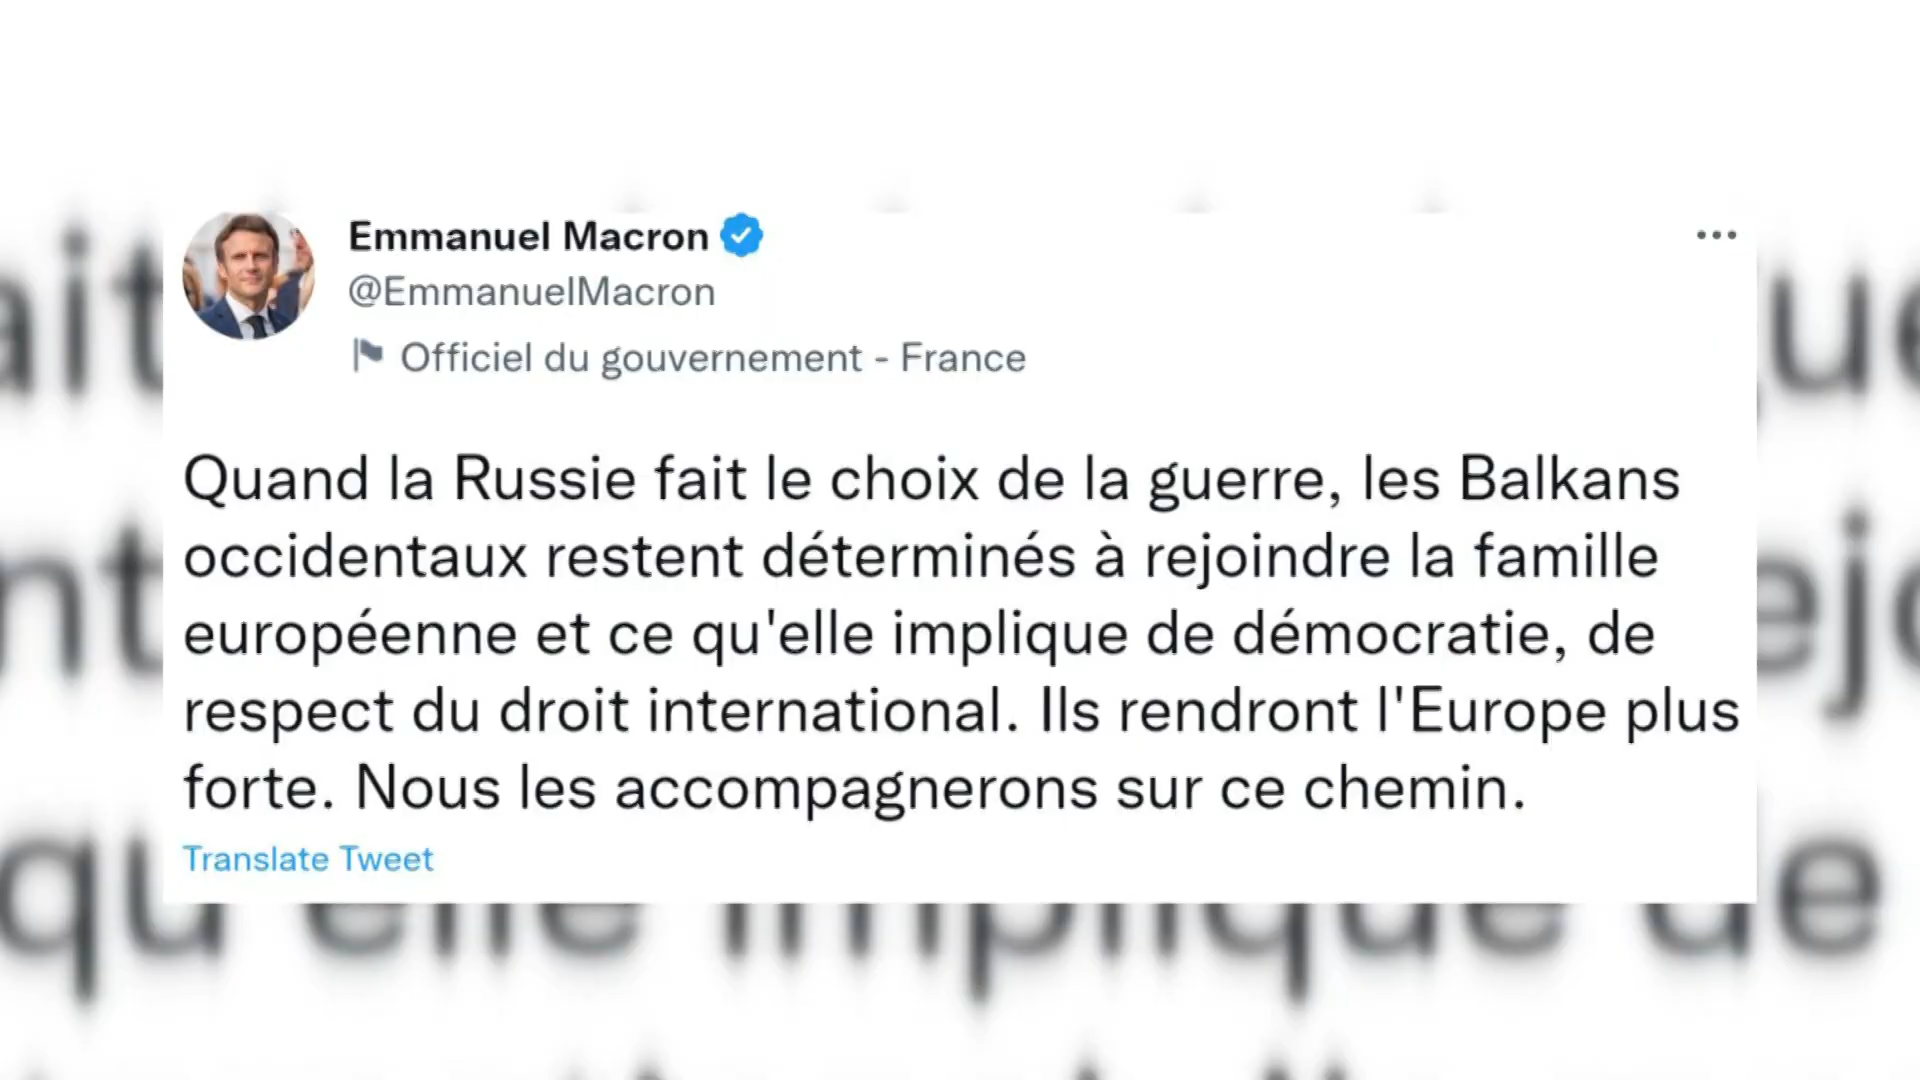 Emmanuel Macron
@EmmanuelMacron
Officiel du gouvernement - France
Quand la Russie fait le choix de la guerre, les Balkans
occidentaux restent déterminés à rejoindre la famille
européenne et ce qu'elle implique de démocratie, de
respect du droit international. Ils rendront l'Europe plus
forte. Nous les accompagnerons sur ce chemin.
Translate Tweet